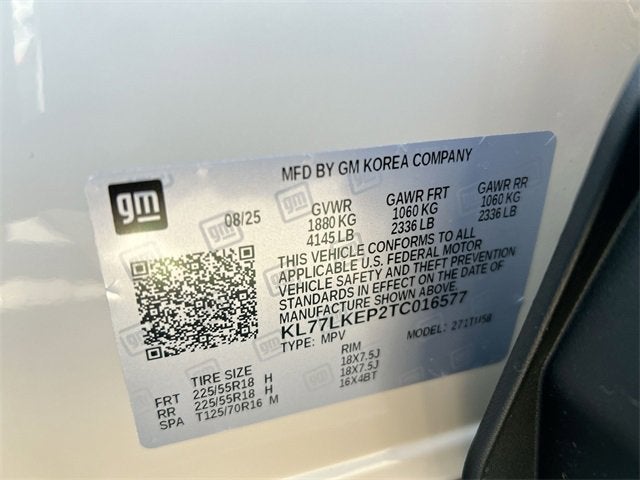 MFD BY GM KOREA COMPANY
gm
08/25
GVWR GAWR FRT GAWR RR
1880 KG 1060 KG 1060 KG
4145 LB 2336 LB 2336 LB
THIS VEHICLE CONFORMS TO ALL
APPLICABLE U.S. FEDERAL MOTOR
VEHICLE SAFETY AND THEFT PREVENTION
STANDARDS IN EFFECT ON THE DATE OF
MANUFACTURE SHOWN ABOVE.
KL77LKEP2TC016577
TYPE: MPV MODEL:
TIRE SIZE RIM
FRT 225/55R18 H 18X7.5J
RR 225/55R18 H 18X7.5J
SPA T125/70R16 M 16X4BT